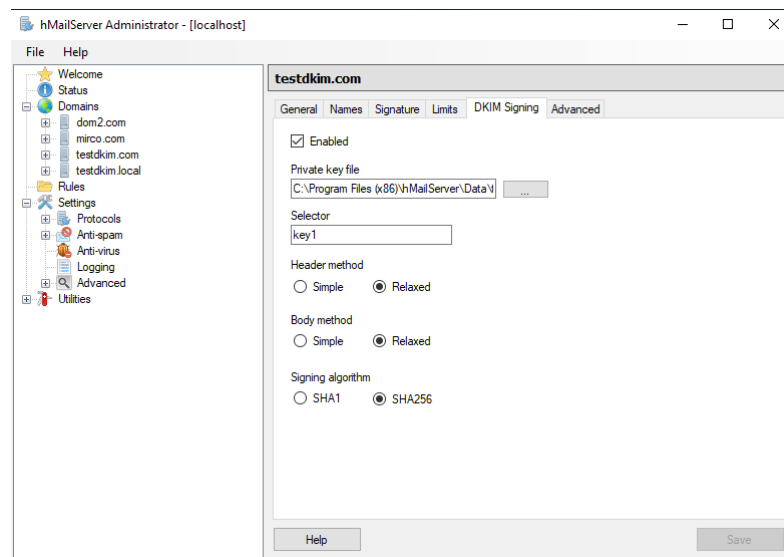 hMailServer Administrator - [localhost]
File Help
Welcome
Status
Domains
dom2.com
mirco.com
testdkim.com
testdkim.local
Rules
Settings
Protocols
Anti-spam
Anti-virus
Logging
Advanced
Utilities
testdkim.com
General Names Signature Limits DKIM Signing Advanced
Enabled
Private key file
C:\Program Files (x86)\hMailServer\Data\
...
Selector
key1
Header method
Simple Relaxed
Body method
Simple Relaxed
Signing algorithm
SHA1 SHA256
Help Save